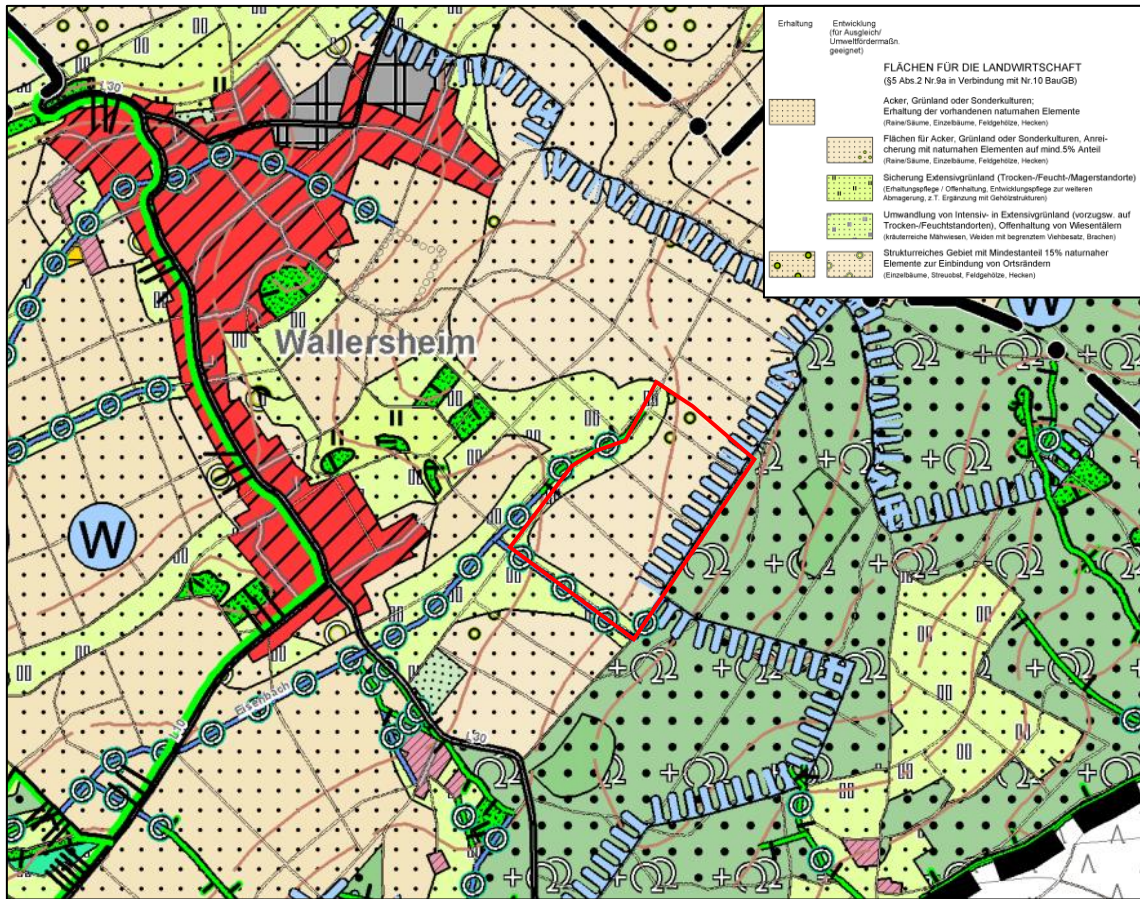 Erhaltung
Entwicklung
(für Ausgleich/
Umweltfördermaßn.
geeignet)
FLÄCHEN FÜR DIE LANDWIRTSCHAFT
(§5 Abs.2 Nr.9a in Verbindung mit Nr.10 BauGB)
Acker, Grünland oder Sonderkulturen;
Erhaltung der vorhandenen naturnahen Elemente
(Raine/Säume, Einzelbäume, Feldgehölze, Hecken)
Flächen für Acker, Grünland oder Sonderkulturen, Anrei-
cherung mit naturnahen Elementen auf mind.5% Anteil
(Raine/Säume, Einzelbäume, Feldgehölze, Hecken)
Sicherung Extensivgrünland (Trocken-/Feucht-/Magerstandorte)
(Erhaltungspflege / Offenhaltung, Entwicklungspflege zur weiteren
Abmagerung, z.T. Ergänzung mit Gehölzstrukturen)
Umwandlung von Intensiv- in Extensivgrünland (vorzugsw. auf
Trocken-/Feuchtstandorten), Offenhaltung von Wiesentälern
(kräuterreiche Mähwiesen, Weiden mit begrenztem Viehbesatz, Brachen)
Strukturreiches Gebiet mit Mindestanteil 15% naturnaher
Elemente zur Einbindung von Ortsrändern
(Einzelbäume, Streuobst, Feldgehölze, Hecken)
L30
W
Wallersheim
W
Eisenbach
L10
L30